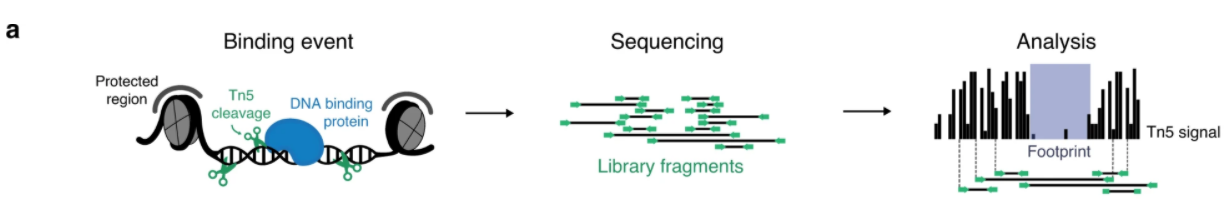 a
Binding event
Sequencing
Analysis
Protected
region
Tn5
cleavage
DNA binding
protein
Library fragments
Footprint
Tn5 signal